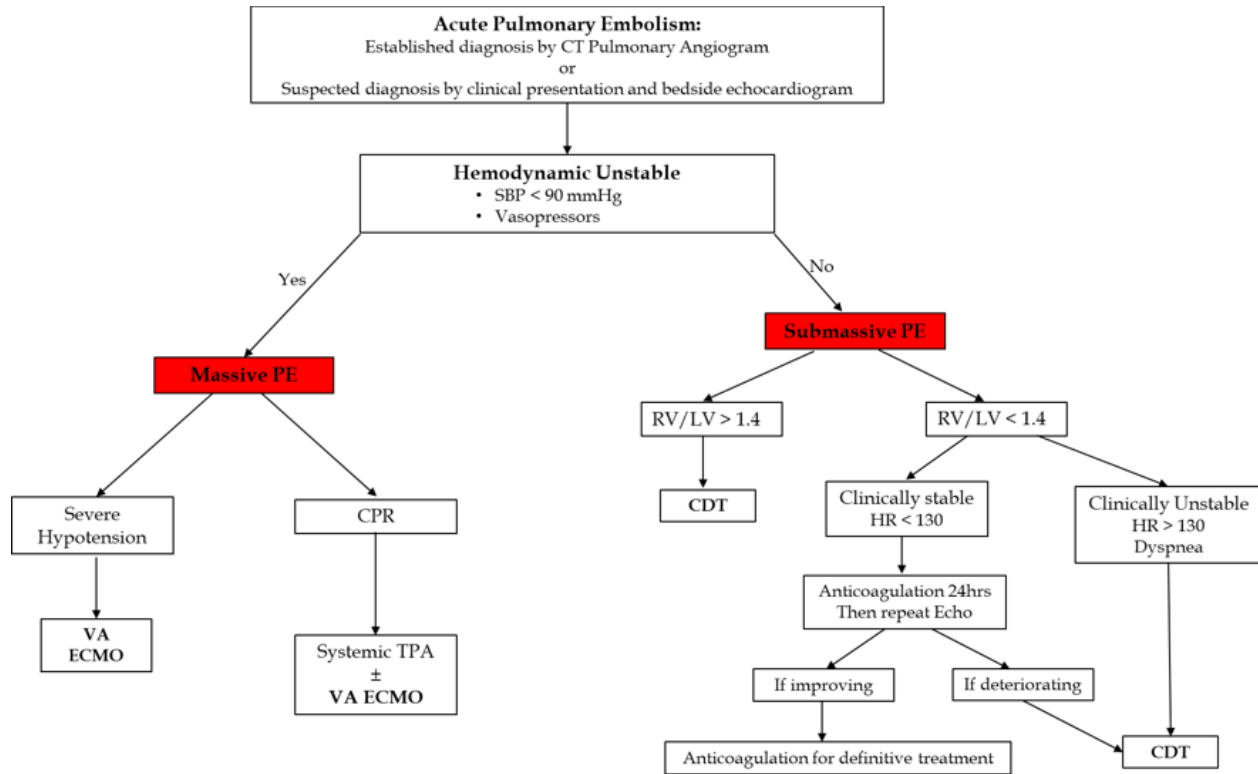 Acute Pulmonary Embolism:
Established diagnosis by CT Pulmonary Angiogram
or
Suspected diagnosis by clinical presentation and bedside echocardiogram
Hemodynamic Unstable
• SBP < 90 mmHg
• Vasopressors
Yes
No
Massive PE
Submassive PE
Severe
Hypotension
VA
ECMO
CPR
Systemic TPA
±
VA ECMO
RV/LV > 1.4
CDT
RV/LV < 1.4
Clinically stable
HR < 130
Clinically Unstable
HR > 130
Dyspnea
Anticoagulation 24hrs
Then repeat Echo
If improving
If deteriorating
Anticoagulation for definitive treatment
CDT